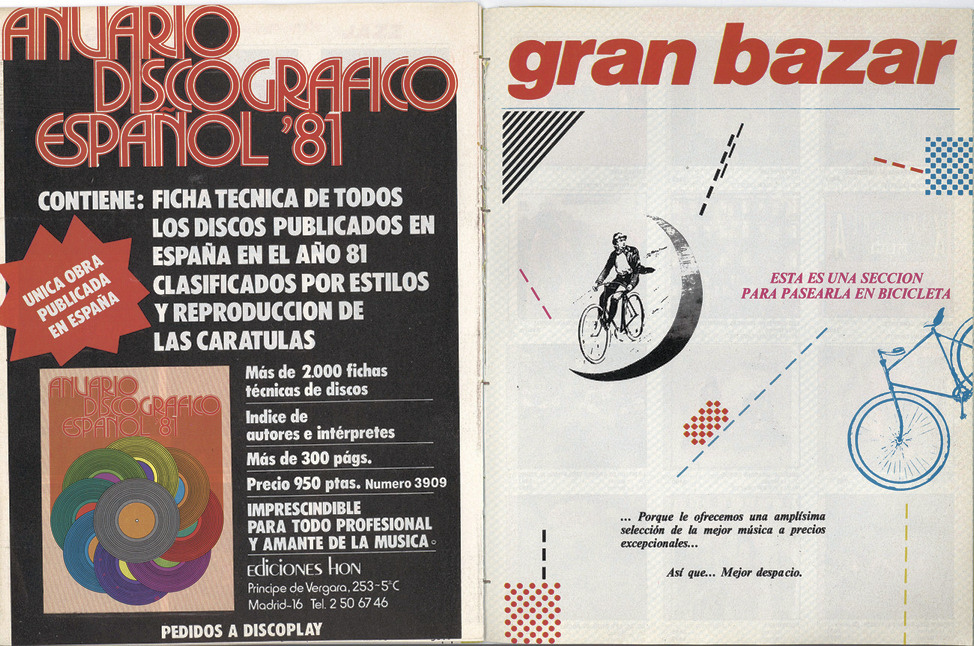 ANUARIO
DISCOGRAFICO
ESPAÑOL '81
CONTIENE: FICHA TECNICA DE TODOS
LOS DISCOS PUBLICADOS EN
ESPAÑA EN EL AÑO 81
CLASIFICADOS POR ESTILOS
Y REPRODUCCION DE
LAS CARATULAS
UNICA OBRA
PUBLICADA
EN ESPAÑA
ANUARIO
DISCOGRAFICO
ESPAÑOL '81
Más de 2.000 fichas
técnicas de discos
Indice de
autores e intérpretes
Más de 300 págs.
Precio 950 ptas. Numero 3909
IMPRESCINDIBLE
PARA TODO PROFESIONAL
Y AMANTE DE LA MUSICA.
EDICIONES HON
Principe de Vergara, 253-5ºC
Madrid-16 Tel. 2 50 67 46
PEDIDOS A DISCOPLAY
gran bazar
ESTA ES UNA SECCION
PARA PASEARLA EN BICICLETA
... Porque le ofrecemos una amplísima
selección de la mejor música a precios
excepcionales...
Así que... Mejor despacio.